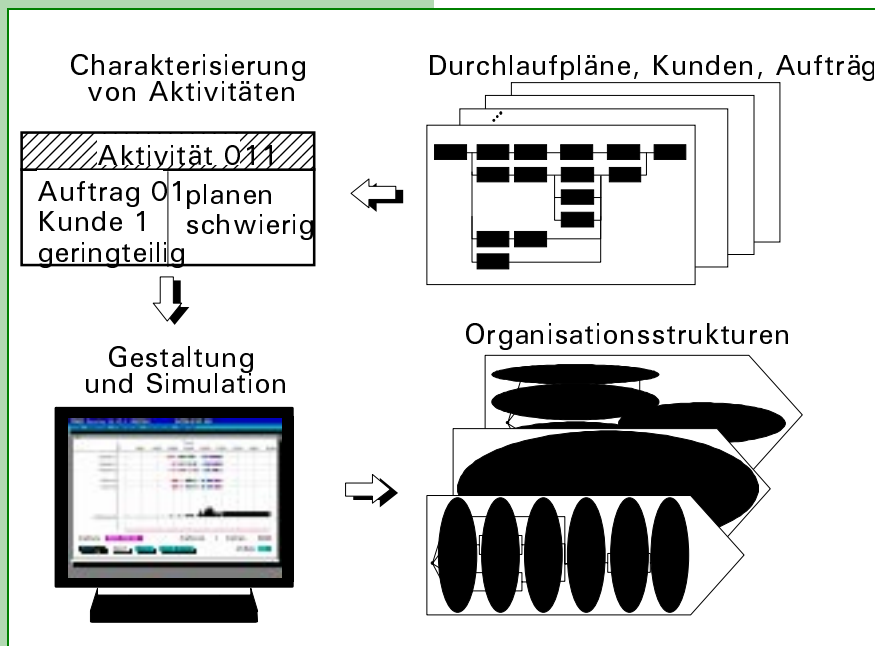 Charakterisierung
von Aktivitäten
Durchlaufpläne, Kunden, Aufträg
Aktivität 011
Auftrag 01
Kunde 1
geringteilig
planen
schwierig
Gestaltung
und Simulation
Organisationsstrukturen